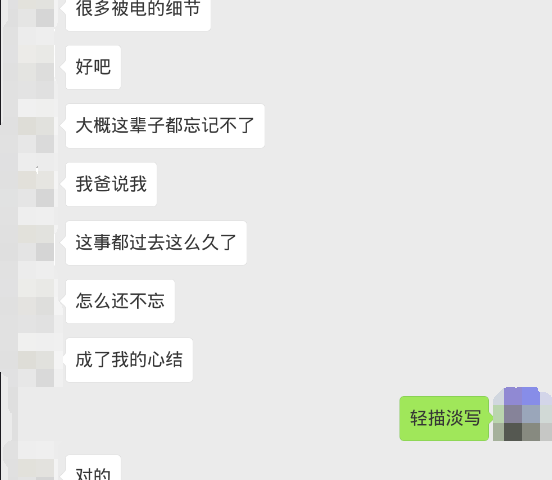 很多被电的细节
好吧
大概这辈子都忘记不了
我爸说我
这事都过去这么久了
怎么还不忘
成了我的心结
轻描淡写
对的